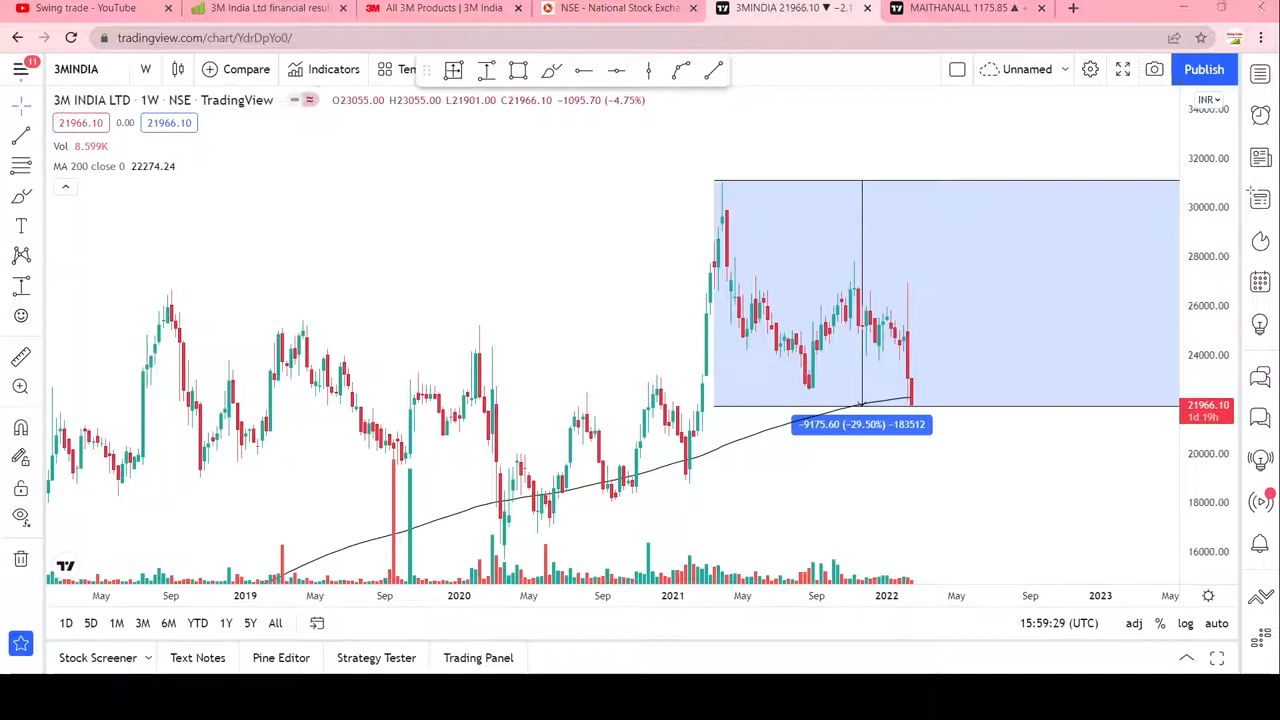 Swing trade - YouTube
3M India Ltd financial resul
All 3M Products | 3M India
NSE - National Stock Excha
3MINDIA 21966.10 ▼ −2.1
MAITHANALL 1175.85 ▲ +
tradingview.com/chart/YdrDpYo0/
11
3MINDIA
W
Compare
Indicators
Tem
Unnamed
Publish
3M INDIA LTD · 1W · NSE · TradingView
O23055.00 H23055.00 L21901.00 C21966.10 −1095.70 (−4.75%)
INR
34000.00
21966.10
0.00
21966.10
Vol 8.599K
MA 200 close 0 22274.24
32000.00
30000.00
28000.00
26000.00
24000.00
21966.10
1d 19h
−9175.60 (−29.50%) −183512
20000.00
18000.00
16000.00
May
Sep
2019
May
Sep
2020
May
Sep
2021
May
Sep
2022
May
Sep
2023
May
1D
5D
1M
3M
6M
YTD
1Y
5Y
All
15:59:29 (UTC)
adj
%
log
auto
Stock Screener
Text Notes
Pine Editor
Strategy Tester
Trading Panel